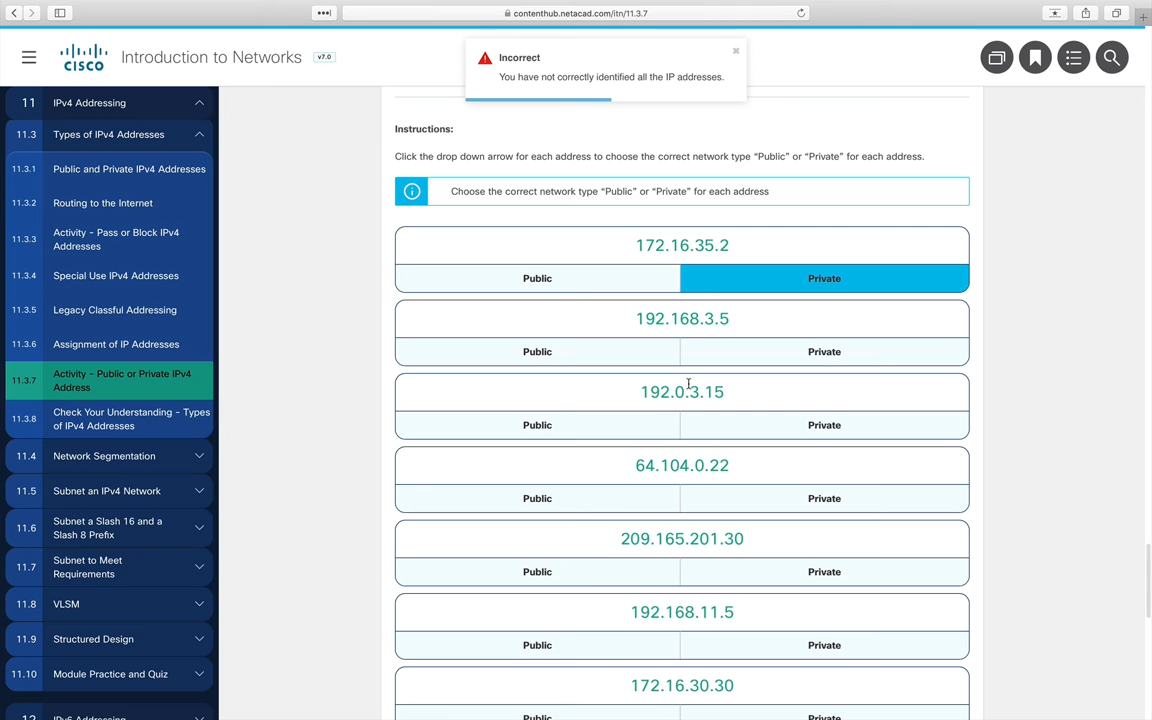 contenthub.netacad.com/itn/11.3.7
CISCO
Introduction to Networks
v7.0
Incorrect
You have not correctly identified all the IP addresses.
11 IPv4 Addressing
11.3 Types of IPv4 Addresses
11.3.1 Public and Private IPv4 Addresses
11.3.2 Routing to the Internet
11.3.3 Activity - Pass or Block IPv4
Addresses
11.3.4 Special Use IPv4 Addresses
11.3.5 Legacy Classful Addressing
11.3.6 Assignment of IP Addresses
11.3.7 Activity - Public or Private IPv4
Address
11.3.8 Check Your Understanding - Types
of IPv4 Addresses
11.4 Network Segmentation
11.5 Subnet an IPv4 Network
11.6 Subnet a Slash 16 and a
Slash 8 Prefix
11.7 Subnet to Meet
Requirements
11.8 VLSM
11.9 Structured Design
11.10 Module Practice and Quiz
12 IPv6 Addressing
Instructions:
Click the drop down arrow for each address to choose the correct network type “Public” or “Private” for each address.
Choose the correct network type “Public” or “Private” for each address
172.16.35.2
Public Private
192.168.3.5
Public Private
192.0.3.15
Public Private
64.104.0.22
Public Private
209.165.201.30
Public Private
192.168.11.5
Public Private
172.16.30.30
Public Private